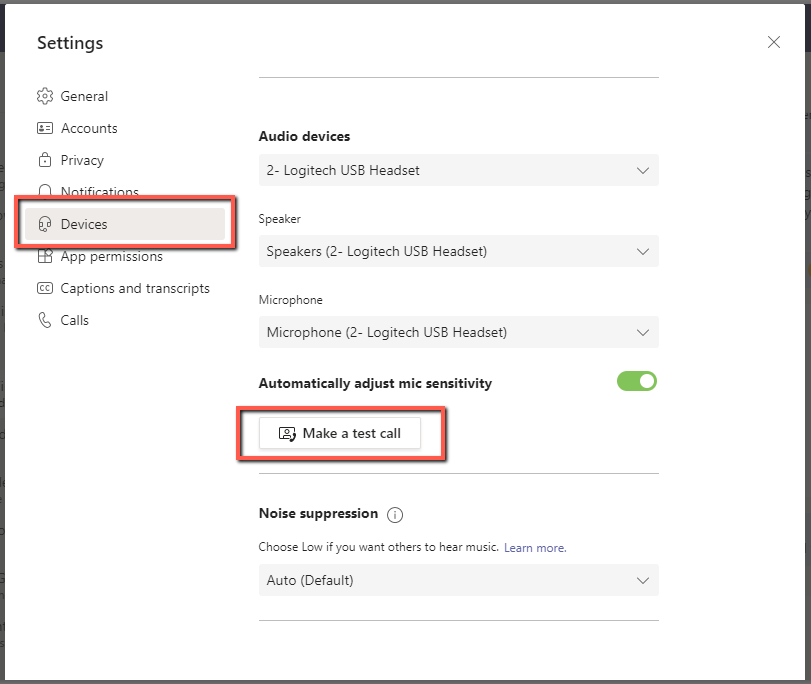 Settings
General
Accounts
Privacy
Notifications
Devices
App permissions
CC Captions and transcripts
Calls
Audio devices
2- Logitech USB Headset
Speaker
Speakers (2- Logitech USB Headset)
Microphone
Microphone (2- Logitech USB Headset)
Automatically adjust mic sensitivity
Make a test call
Noise suppression
Choose Low if you want others to hear music. Learn more.
Auto (Default)